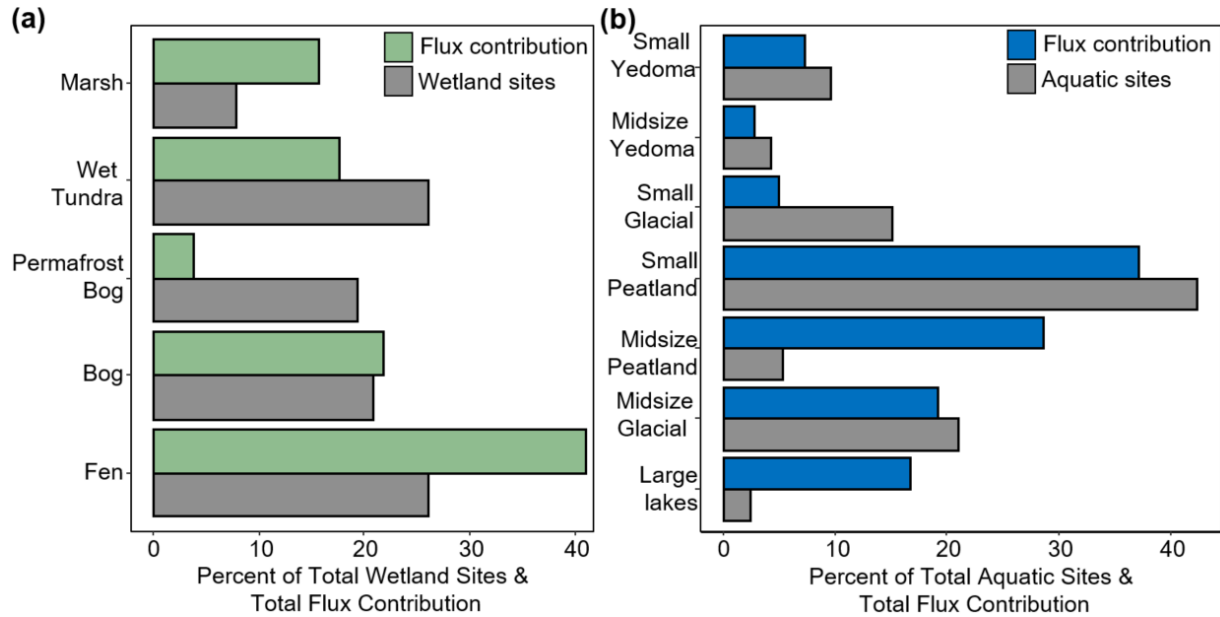 (a)
Flux contribution
Wetland sites
Marsh
Wet
Tundra
Permafrost
Bog
Bog
Fen
0 10 20 30 40
Percent of Total Wetland Sites &
Total Flux Contribution
(b)
Flux contribution
Aquatic sites
Small
Yedoma
Midsize
Yedoma
Small
Glacial
Small
Peatland
Midsize
Peatland
Midsize
Glacial
Large
lakes
0 10 20 30 40
Percent of Total Aquatic Sites &
Total Flux Contribution